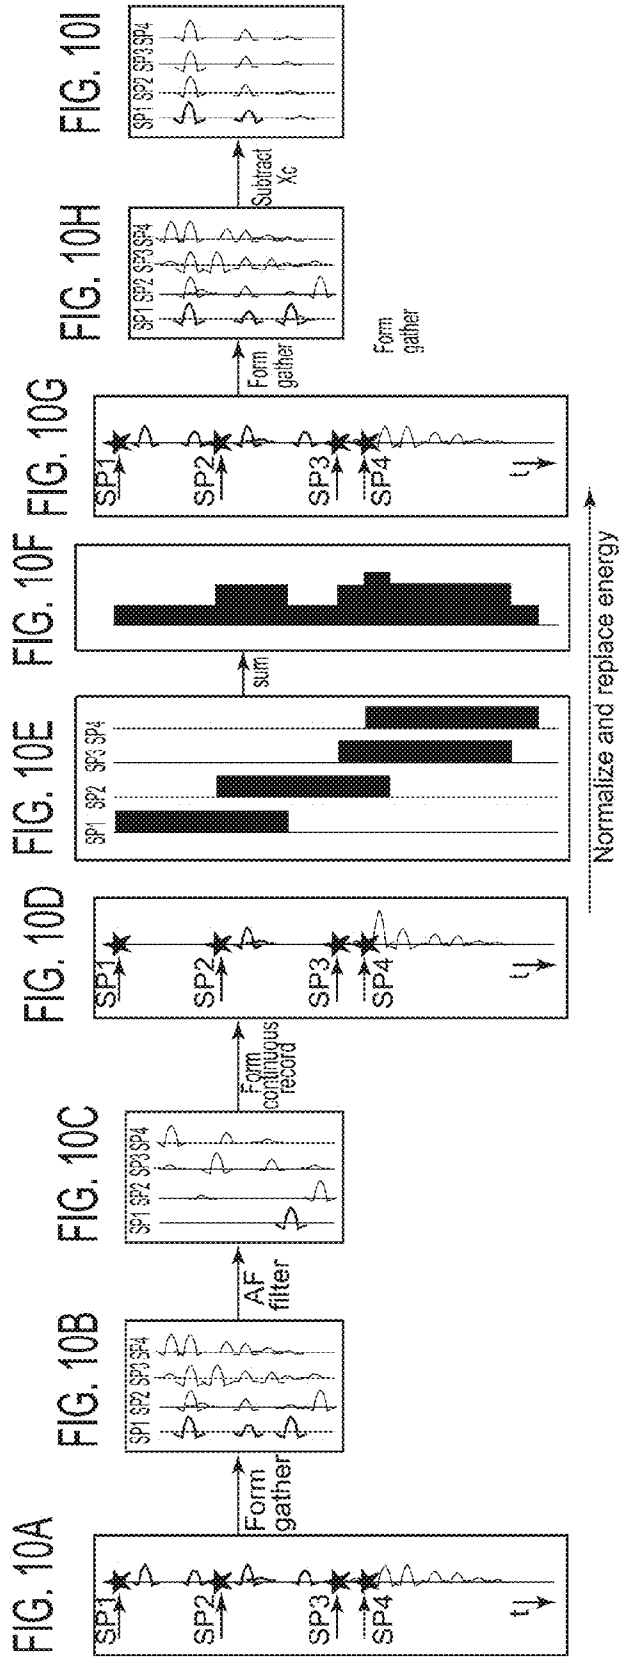 FIG. 10A
SP1
SP2
SP3
SP4
t
Form
gather
FIG. 10B
SP1 SP2 SP3 SP4
AF
filter
FIG. 10C
SP1 SP2 SP3 SP4
Form
continuous
record
FIG. 10D
SP1
SP2
SP3
SP4
t
FIG. 10E
SP1
SP2
SP3 SP4
sum
FIG. 10F
Normalize and replace energy
FIG. 10G
SP1
SP2
SP3
SP4
t
Form
gather
Form
gather
FIG. 10H
SP1 SP2 SP3 SP4
Subtract
Xc
FIG. 10I
SP1 SP2 SP3 SP4